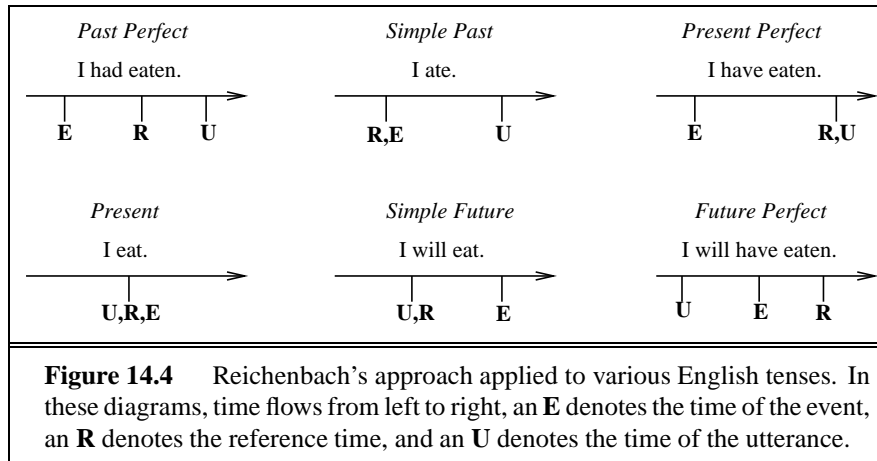 Past Perfect
I had eaten.
E R U
Simple Past
I ate.
R,E U
Present Perfect
I have eaten.
E R,U
Present
I eat.
U,R,E
Simple Future
I will eat.
U,R E
Future Perfect
I will have eaten.
U E R
Figure 14.4 Reichenbach's approach applied to various English tenses. In
these diagrams, time flows from left to right, an E denotes the time of the event,
an R denotes the reference time, and an U denotes the time of the utterance.